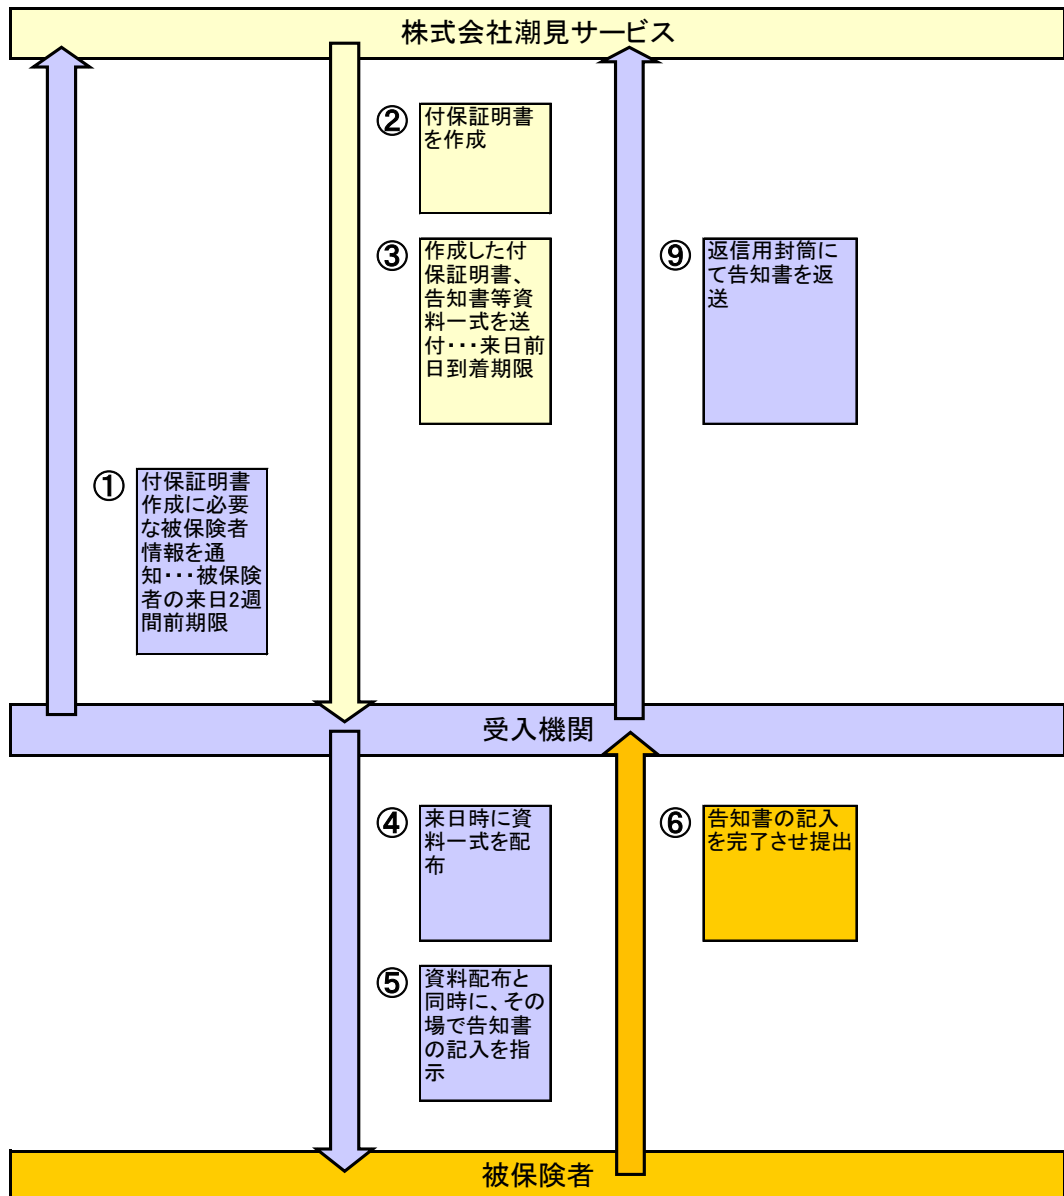 株式会社潮見サービス
①
付保証明書
作成に必要
な被保険者
情報を通
知・・・被保険
者の来日2週
間前期限
②
付保証明書
を作成
③
作成した付
保証明書、
告知書等資
料一式を送
付・・・来日前
日到着期限
⑨
返信用封筒に
て告知書を返
送
受入機関
④
来日時に資
料一式を配
布
⑤
資料配布と
同時に、その
場で告知書
の記入を指
示
⑥
告知書の記入
を完了させ提出
被保険者